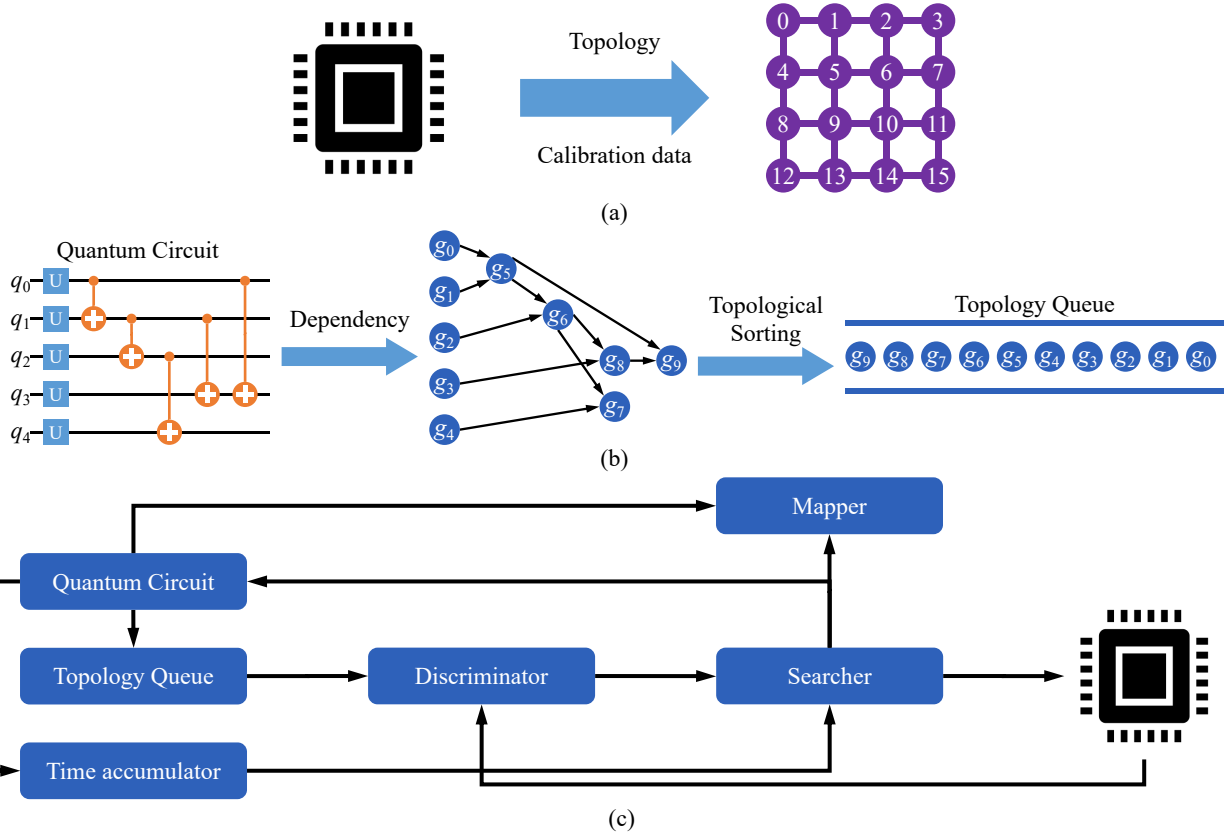 Topology
Calibration data
0 1 2 3
4 5 6 7
8 9 10 11
12 13 14 15
(a)
Quantum Circuit
q0 U
q1 U
q2 U
q3 U
q4 U
Dependency
g0
g5
g1
g6
g2
g8 g9
g3
g7
g4
Topological
Sorting
Topology Queue
g9 g8 g7 g6 g5 g4 g3 g2 g1 g0
(b)
Mapper
Quantum Circuit
Topology Queue
Discriminator
Searcher
Time accumulator
(c)